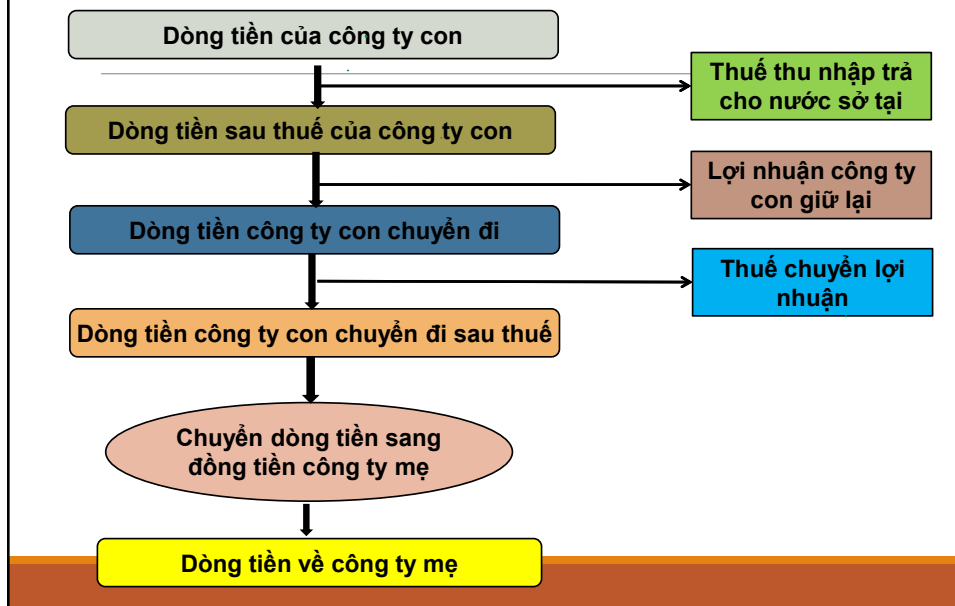 Dòng tiền của công ty con
Thuế thu nhập trả
cho nước sở tại
Dòng tiền sau thuế của công ty con
Lợi nhuận công ty
con giữ lại
Dòng tiền công ty con chuyển đi
Thuế chuyển lợi
nhuận
Dòng tiền công ty con chuyển đi sau thuế
Chuyển dòng tiền sang
đồng tiền công ty mẹ
Dòng tiền về công ty mẹ